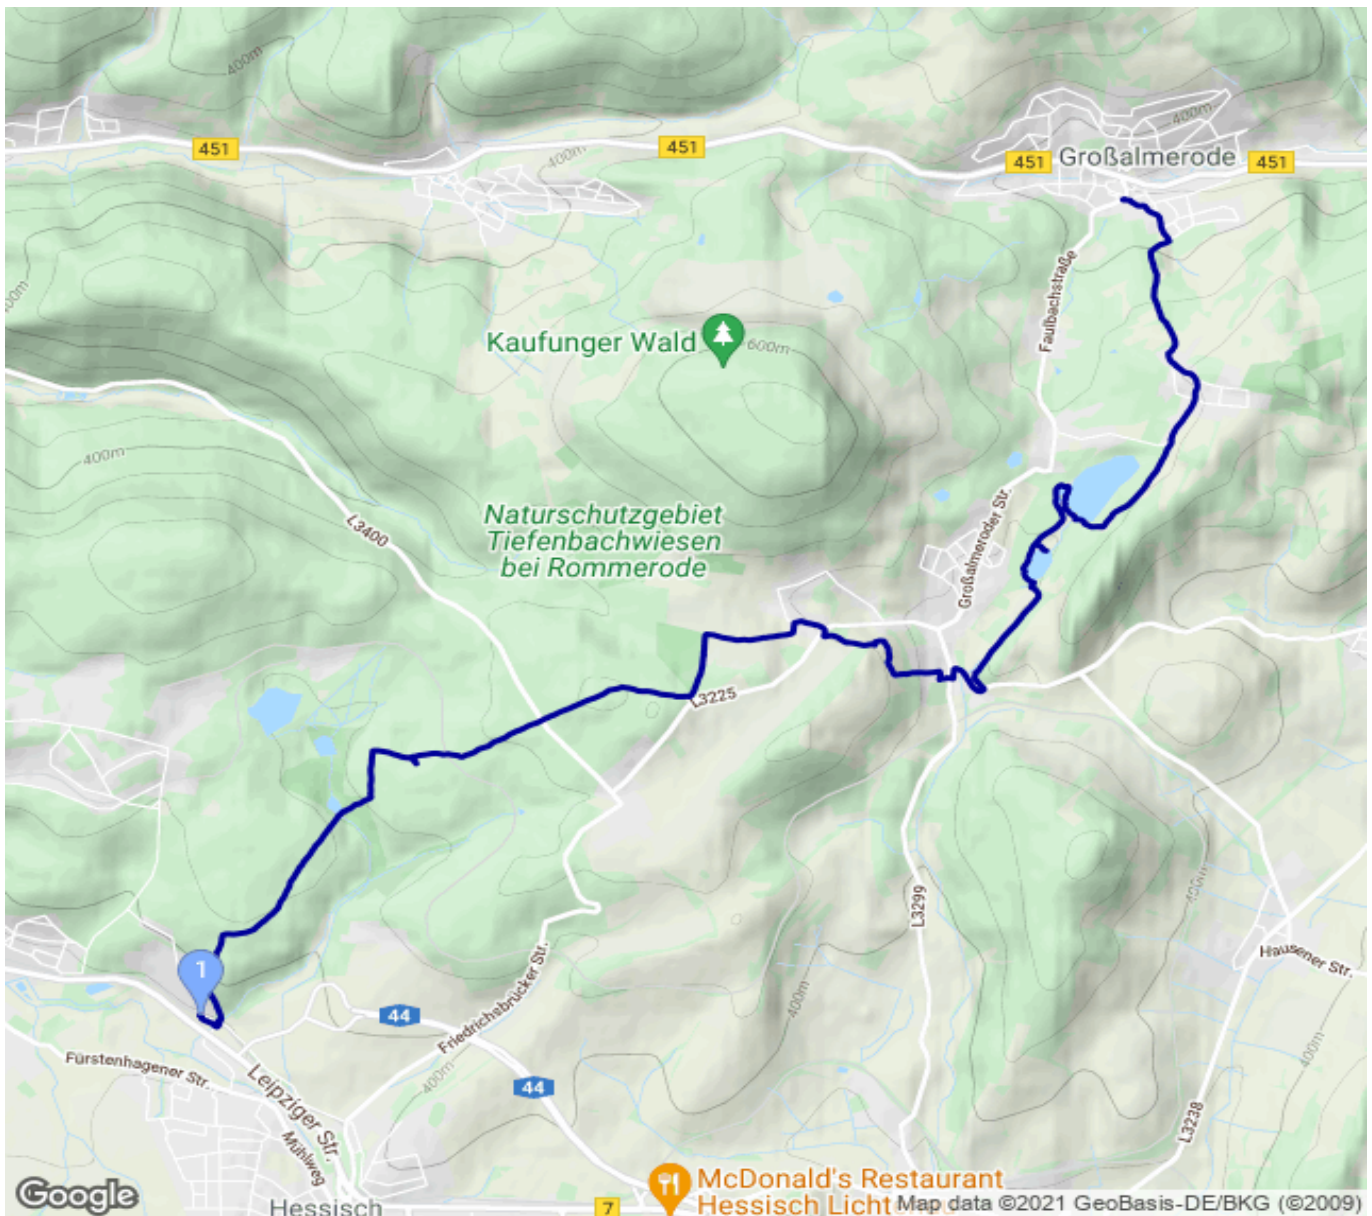 400m
451
451
451
Großalmerode
451
400m
400m
400m
Faulbachstraße
Kaufunger Wald
600m
400m
Naturschutzgebiet
Tiefenbachwiesen
bei Rommerode
L3400
Großalmeroder Str.
L3225
1
L3299
400m
Hausener Str.
44
Friedrichsbrücker Str.
400m
400m
Fürstenhagener Str.
Leipziger Str.
44
400m
L3238
Mühlweg
McDonald's Restaurant
Hessisch Licht
Google
Hessisch
7
Map data ©2021 GeoBasis-DE/BKG (©2009)